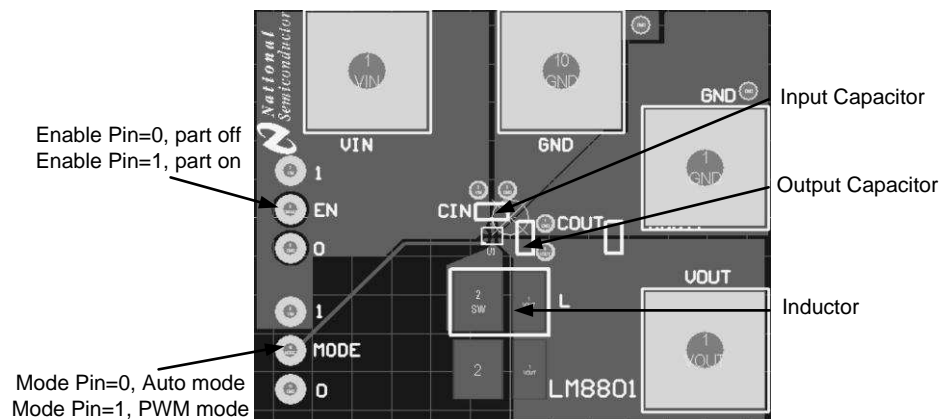 National
Semiconductor
1
VIN
VIN
10
GND
GND
GND
1
GND
Input Capacitor
Enable Pin=0, part off
Enable Pin=1, part on
1
EN
0
CIN
COUT
Output Capacitor
VOUT
2
SW
L
Inductor
1
MODE
0
2
1
VOUT
LM8801
Mode Pin=0, Auto mode
Mode Pin=1, PWM mode